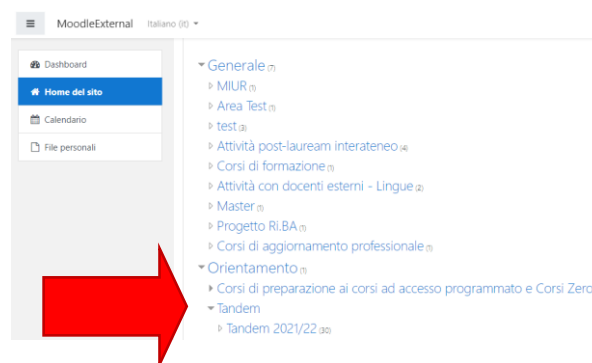 MoodleExternal Italiano (it)
Dashboard
Home del sito
Calendario
File personali
Generale (7)
MIUR (1)
Area Test (1)
test (3)
Attività post-lauream interateneo (4)
Corsi di formazione (1)
Attività con docenti esterni - Lingue (2)
Master (1)
Progetto Ri.BA (1)
Corsi di aggiornamento professionale (1)
Orientamento (1)
Corsi di preparazione ai corsi ad accesso programmato e Corsi Zero
Tandem
Tandem 2021/22 (30)